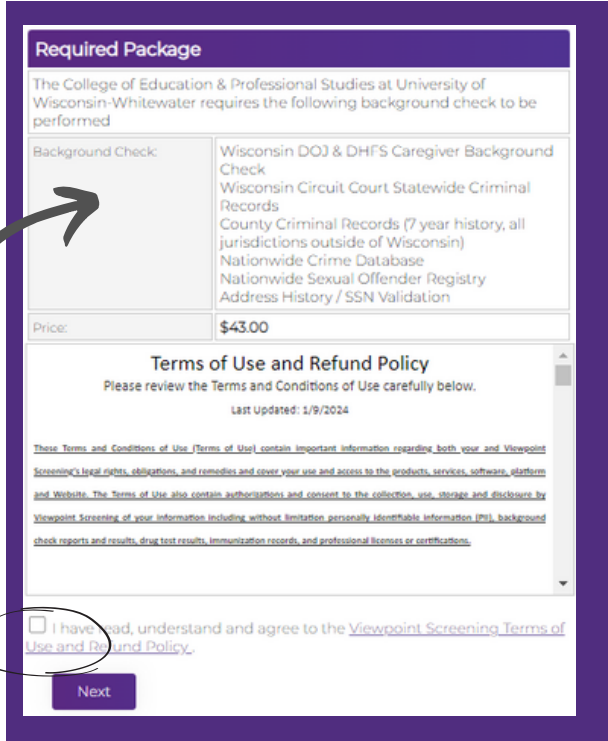 Required Package
The College of Education & Professional Studies at University of
Wisconsin-Whitewater requires the following background check to be
performed
Background Check:
Wisconsin DOJ & DHFS Caregiver Background
Check
Wisconsin Circuit Court Statewide Criminal
Records
County Criminal Records (7 year history, all
jurisdictions outside of Wisconsin)
Nationwide Crime Database
Nationwide Sexual Offender Registry
Address History / SSN Validation
Price:
$43.00
Terms of Use and Refund Policy
Please review the Terms and Conditions of Use carefully below.
Last Updated: 1/9/2024
These Terms and Conditions of Use (Terms of Use) contain important information regarding both your and Viewpoint
Screening's legal rights, obligations, and remedies and cover your use and access to the products, services, software, platform
and Website. The Terms of Use also contain authorizations and consent to the collection, use, storage and disclosure by
Viewpoint Screening of your information including without limitation personally identifiable information (PII), background
check reports and results, drug test results, immunization records, and professional licenses or certifications.
I have read, understand and agree to the Viewpoint Screening Terms of
Use and Refund Policy .
Next